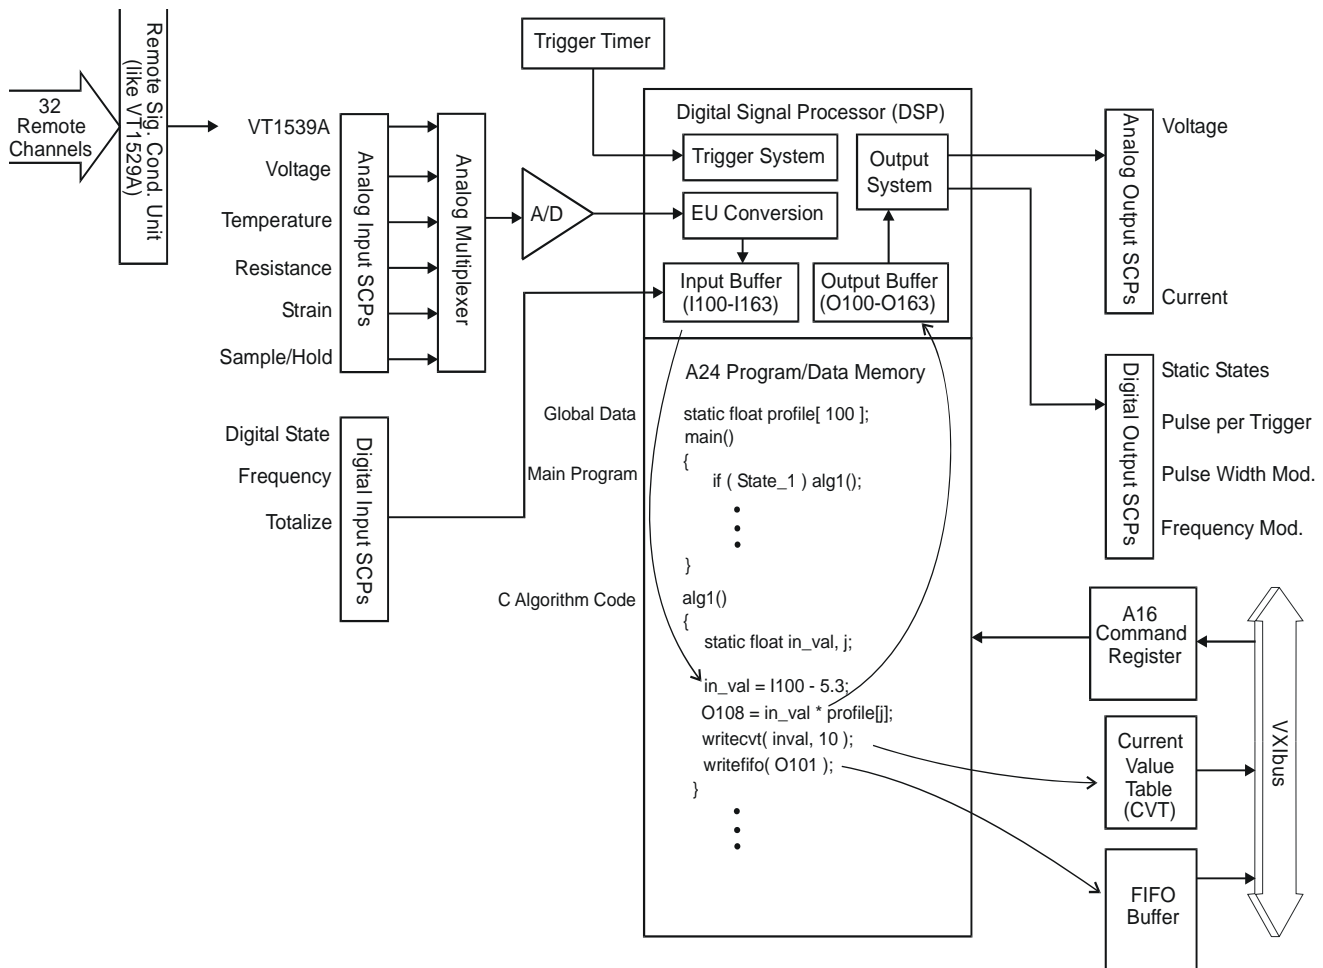 32
Remote
Channels
Remote Sig. Cond. Unit
(like VT1529A)
VT1539A
Voltage
Temperature
Resistance
Strain
Sample/Hold
Analog Input SCPs
Analog Multiplexer
A/D
Digital State
Frequency
Totalize
Digital Input SCPs
Trigger Timer
Digital Signal Processor (DSP)
Trigger System
EU Conversion
Input Buffer
(I100-I163)
Output
System
Output Buffer
(O100-O163)
A24 Program/Data Memory
Global Data
static float profile[ 100 ];
main()
{
Main Program
if ( State_1 ) alg1();
}
C Algorithm Code
alg1()
{
static float in_val, j;
in_val = I100 - 5.3;
O108 = in_val * profile[j];
writecvt( inval, 10 );
writefifo( O101 );
}
Analog Output SCPs
Voltage
Current
Digital Output SCPs
Static States
Pulse per Trigger
Pulse Width Mod.
Frequency Mod.
A16
Command
Register
Current
Value
Table
(CVT)
FIFO
Buffer
VXIbus